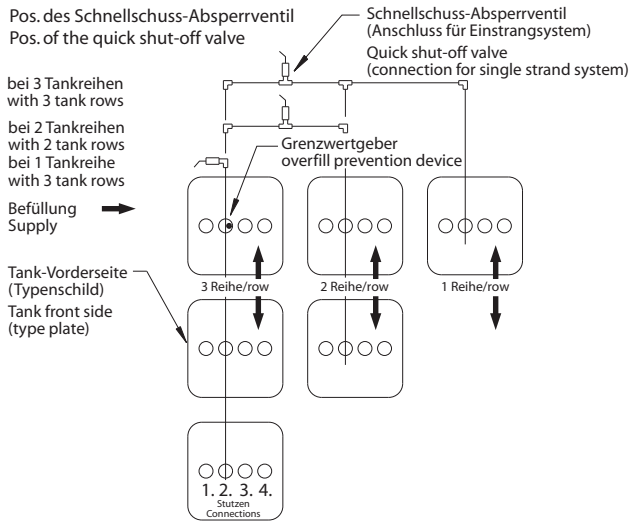 Pos. des Schnellschuss-Absperrventil
Pos. of the quick shut-off valve
Schnellschuss-Absperrventil
(Anschluss für Einstrangsystem)
Quick shut-off valve
(connection for single strand system)
bei 3 Tankreihen
with 3 tank rows
bei 2 Tankreihen
with 2 tank rows
bei 1 Tankreihe
with 3 tank rows
Grenzwertgeber
overfill prevention device
Befüllung
Supply
Tank-Vorderseite
(Typenschild)
Tank front side
(type plate)
3 Reihe/row
2 Reihe/row
1 Reihe/row
1. 2. 3. 4.
Stutzen
Connections